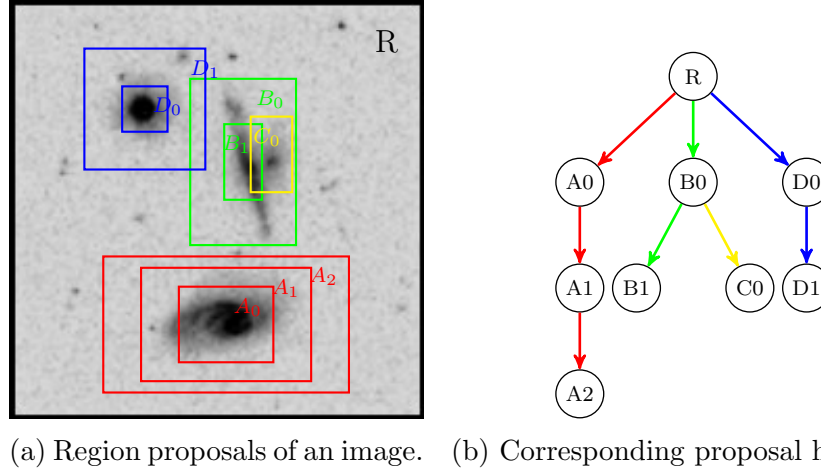 R
D₁
D₀
B₀
B₁
C₀
A₂
A₁
A₀
R
A0
B0
D0
A1
B1
C0
D1
A2
(a) Region proposals of an image.
(b) Corresponding proposal h